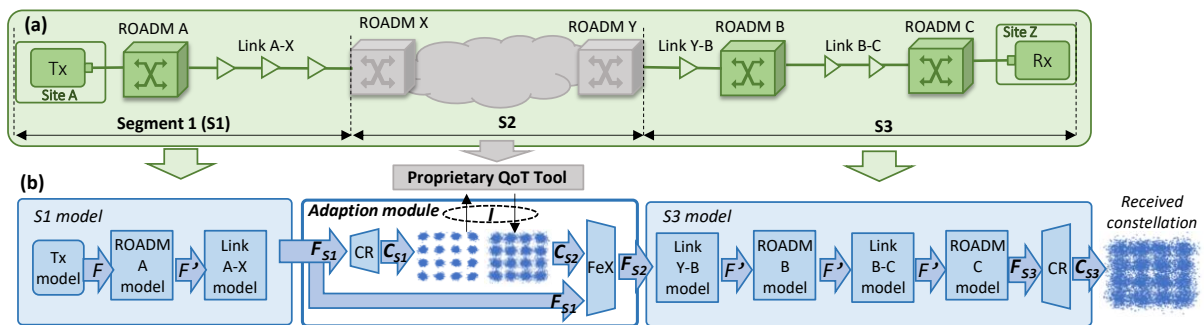 (a)
ROADM A
Link A-X
ROADM X
ROADM Y
Link Y-B
ROADM B
Link B-C
ROADM C
Site Z
Tx
Rx
Site A
Segment 1 (S1)
S2
S3
Proprietary QoT Tool
(b)
S1 model
Tx
model
F
ROADM
A
model
F’
Link
A-X
model
Adaption module
I
F_S1
CR
C_S1
C_S2
FeX
F_S1
F_S2
S3 model
Link
Y-B
model
F’
ROADM
B
model
F’
Link
B-C
model
F’
ROADM
C
model
F_S3
CR
C_S3
Received
constellation